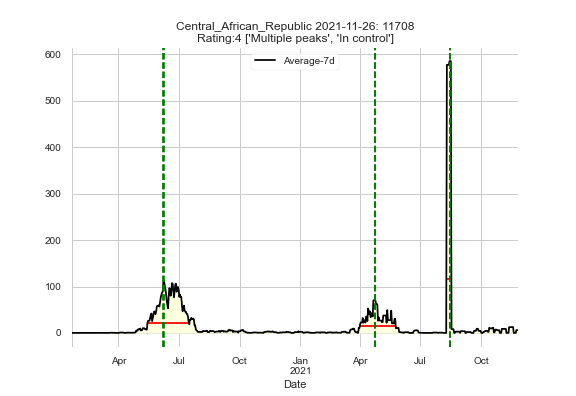 Central_African_Republic 2021-11-26: 11708
Rating:4 ['Multiple peaks', 'In control']
Average-7d
600
500
400
300
200
100
0
Apr
Jul
Oct
Jan
2021
Apr
Jul
Oct
Date